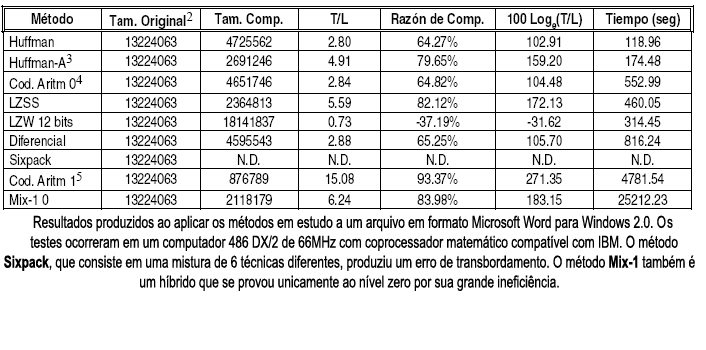 Método Tam. Original2 Tam. Comp. T/L Razón de Comp. 100 Loge(T/L) Tiempo (seg)
Huffman 13224063 4725562 2.80 64.27% 102.91 118.96
Huffman-A3 13224063 2691246 4.91 79.65% 159.20 174.48
Cod. Aritm 04 13224063 4651746 2.84 64.82% 104.48 552.99
LZSS 13224063 2364813 5.59 82.12% 172.13 460.05
LZW 12 bits 13224063 18141837 0.73 -37.19% -31.62 314.45
Diferencial 13224063 4595543 2.88 65.25% 105.70 816.24
Sixpack 13224063 N.D. N.D. N.D. N.D. N.D.
Cod. Aritm 15 13224063 876789 15.08 93.37% 271.35 4781.54
Mix-1 0 13224063 2118179 6.24 83.98% 183.15 25212.23
Resultados produzidos ao aplicar os métodos em estudo a um arquivo em formato Microsoft Word para Windows 2.0. Os
testes ocorreram em um computador 486 DX/2 de 66MHz com coprocessador matemático compatível com IBM. O método
Sixpack, que consiste em uma mistura de 6 técnicas diferentes, produziu um erro de transbordamento. O método Mix-1 também é
um híbrido que se provou unicamente ao nível zero por sua grande ineficiência.